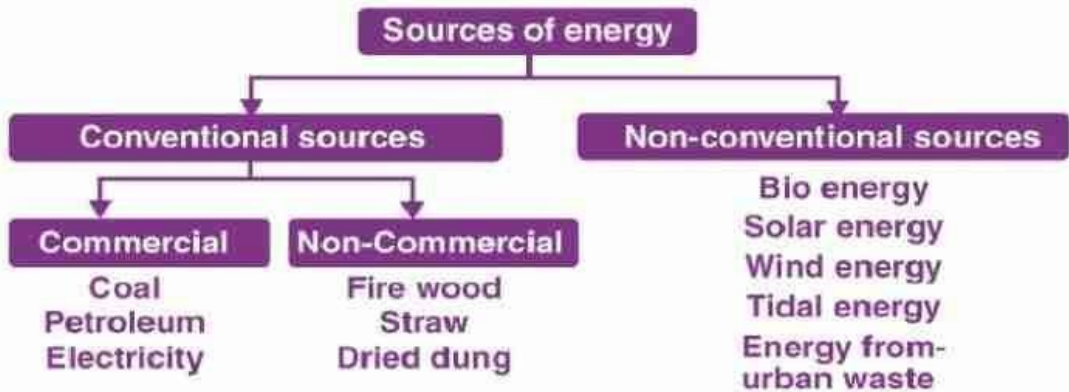 Sources of energy
Conventional sources
Non-conventional sources
Commercial
Non-Commercial
Coal
Petroleum
Electricity
Fire wood
Straw
Dried dung
Bio energy
Solar energy
Wind energy
Tidal energy
Energy from-
urban waste